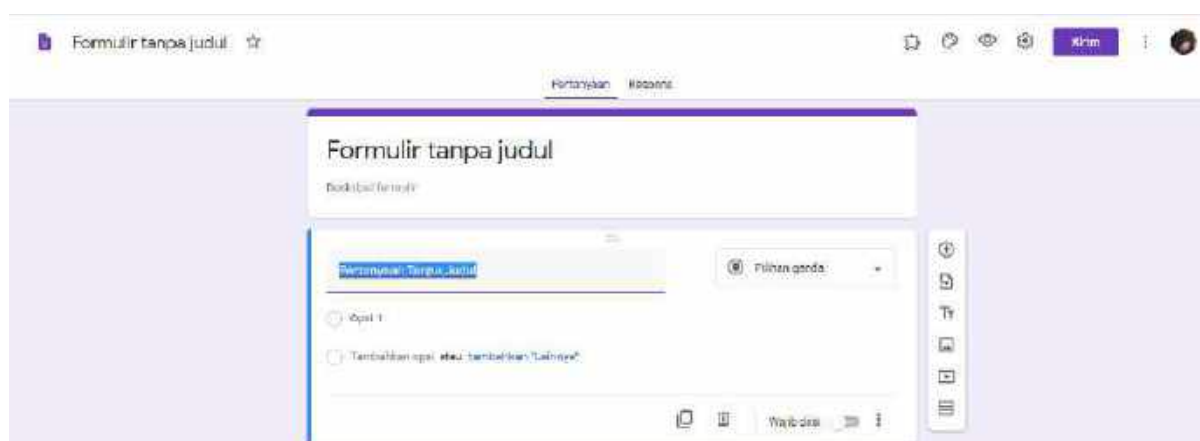 Formulir tanpa judul
Kirim
Pertanyaan Respons
Formulir tanpa judul
Deskripsi formulir
Pertanyaan Tanpa Judul
Pilihan ganda
Opsi 1
Tambahkan opsi atau tambahkan "Lainnya"
Wajib diisi